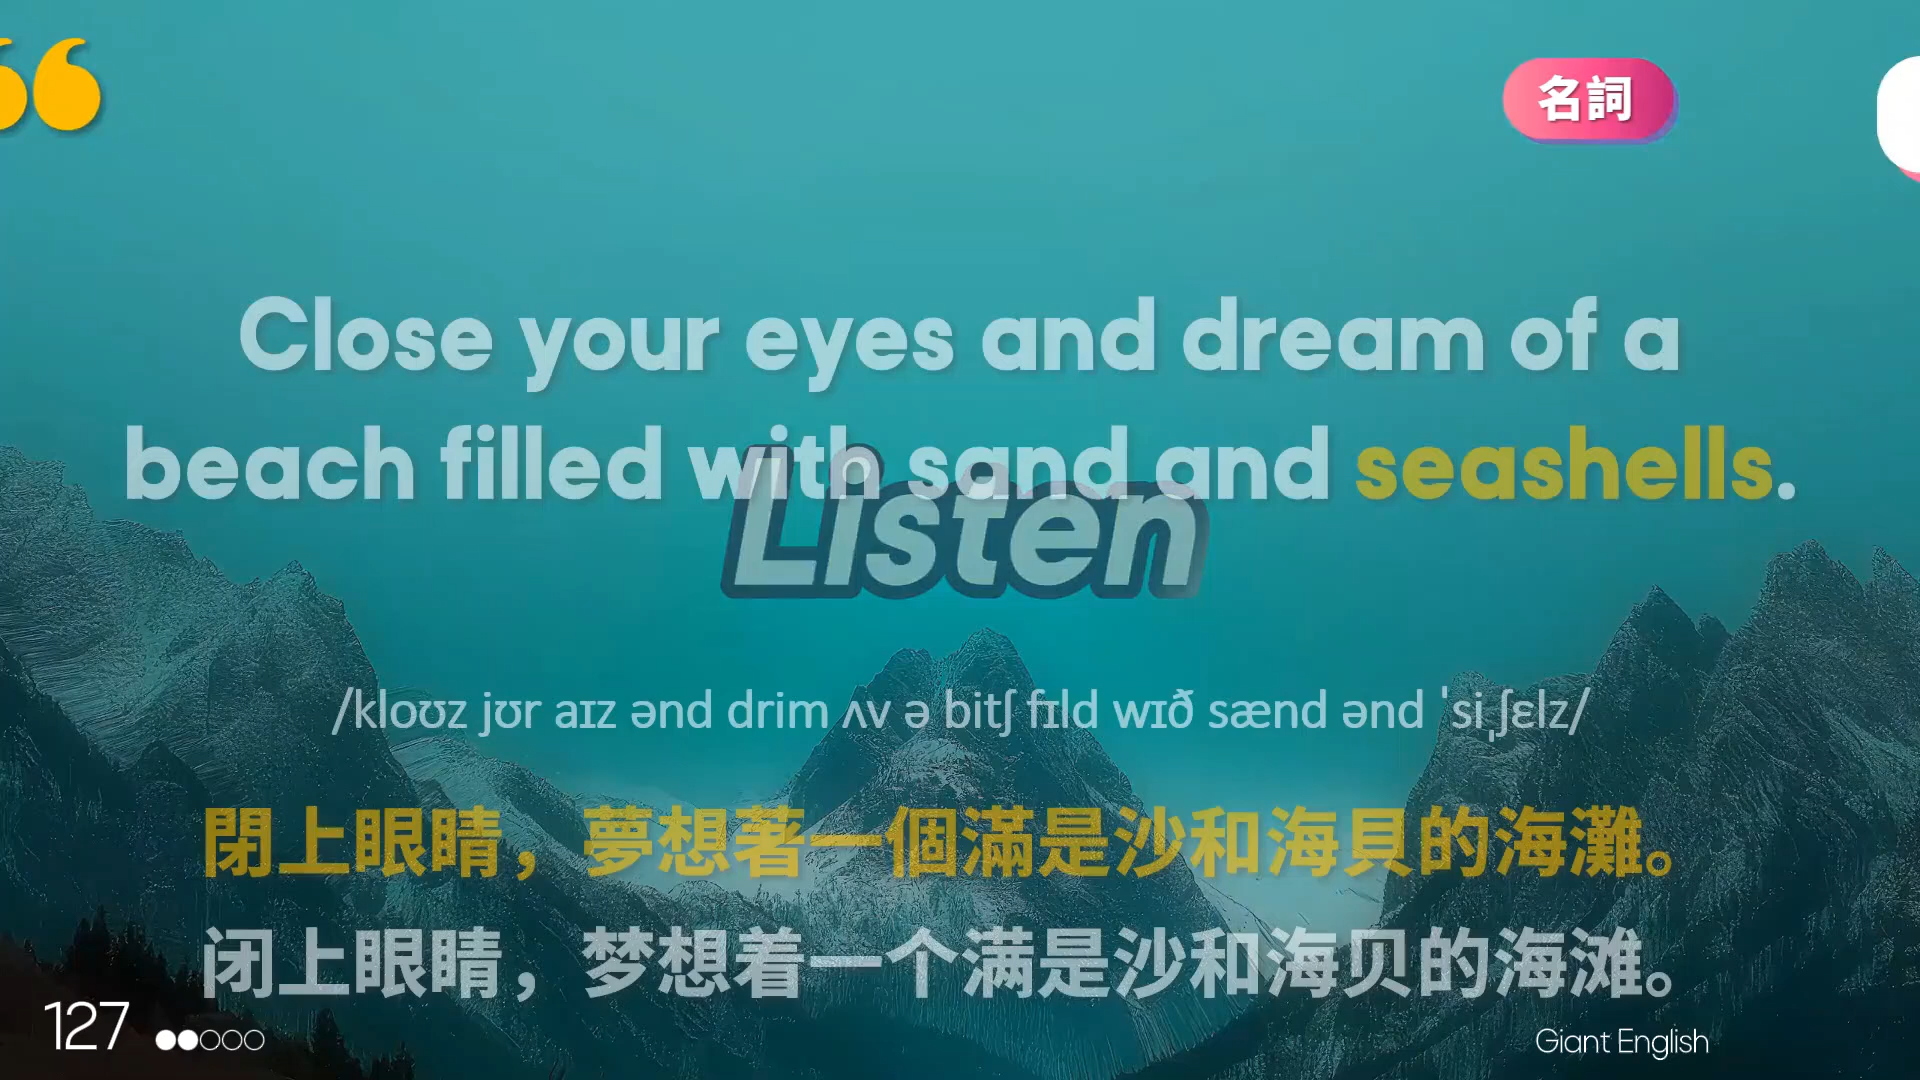 “
名詞
Close your eyes and dream of a
beach filled with sand and seashells.
Listen
/kloʊz jʊr aɪz ənd drim ʌv ə bitʃ fɪld wɪð sænd ənd ˈsiˌʃɛlz/
閉上眼睛，夢想著一個滿是沙和海貝的海灘。
闭上眼睛，梦想着一个满是沙和海贝的海滩。
127
Giant English